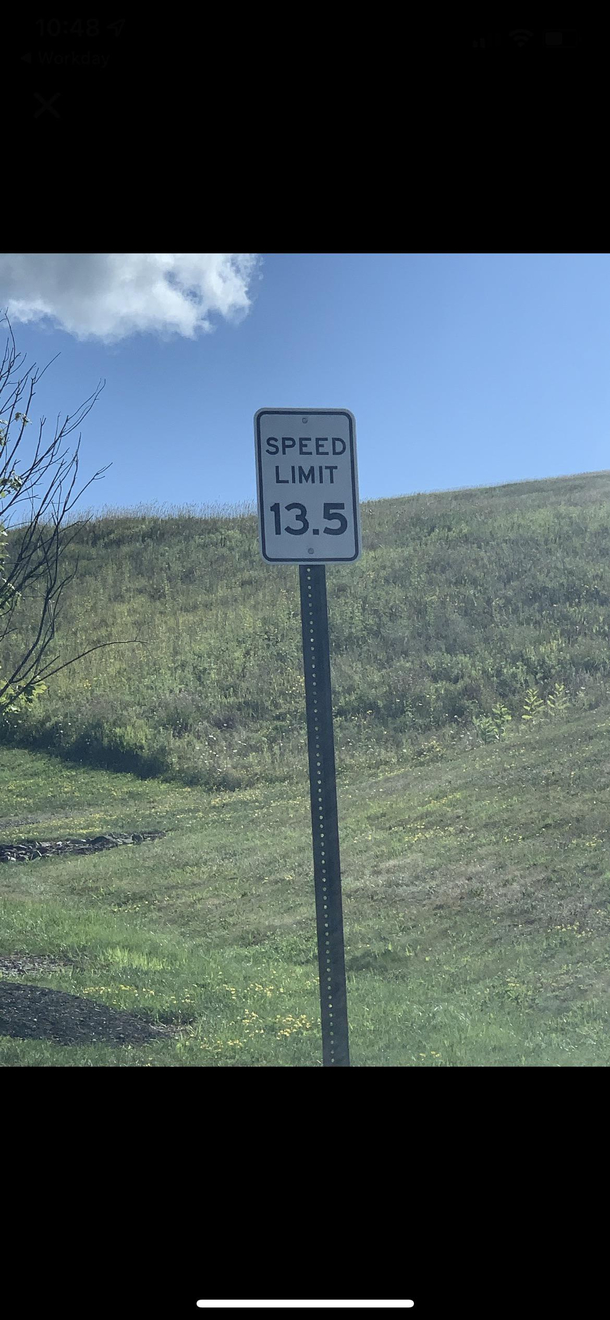 10:48
Workday
SPEED
LIMIT
13.5